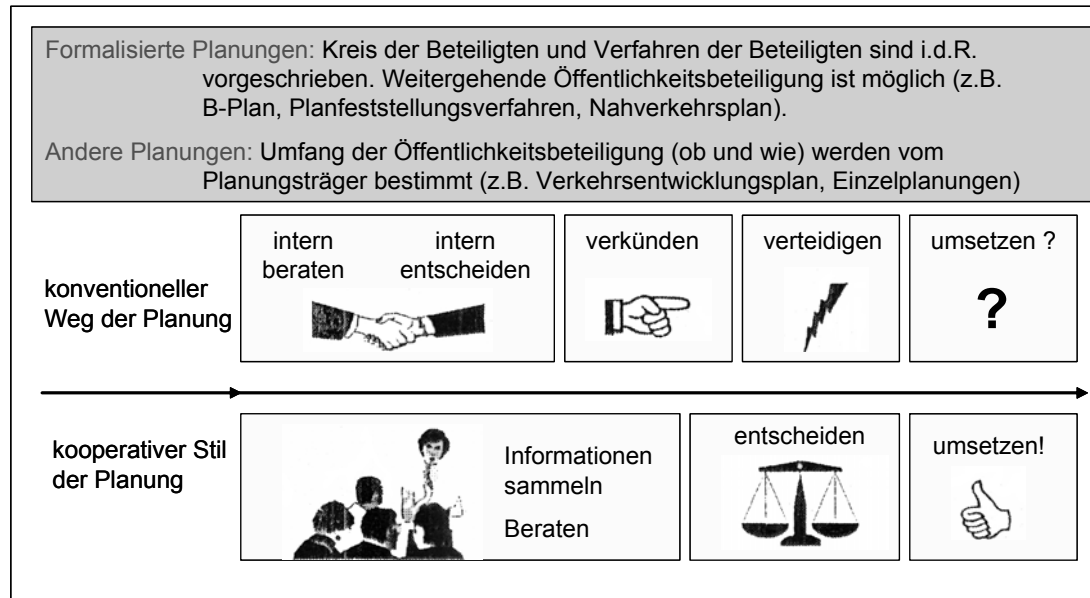 Formalisierte Planungen: Kreis der Beteiligten und Verfahren der Beteiligten sind i.d.R.
vorgeschrieben. Weitergehende Öffentlichkeitsbeteiligung ist möglich (z.B.
B-Plan, Planfeststellungsverfahren, Nahverkehrsplan).
Andere Planungen: Umfang der Öffentlichkeitsbeteiligung (ob und wie) werden vom
Planungsträger bestimmt (z.B. Verkehrsentwicklungsplan, Einzelplanungen)
konventioneller
Weg der Planung
intern
beraten
intern
entscheiden
verkünden
verteidigen
umsetzen ?
?
kooperativer Stil
der Planung
Informationen
sammeln
Beraten
entscheiden
umsetzen!